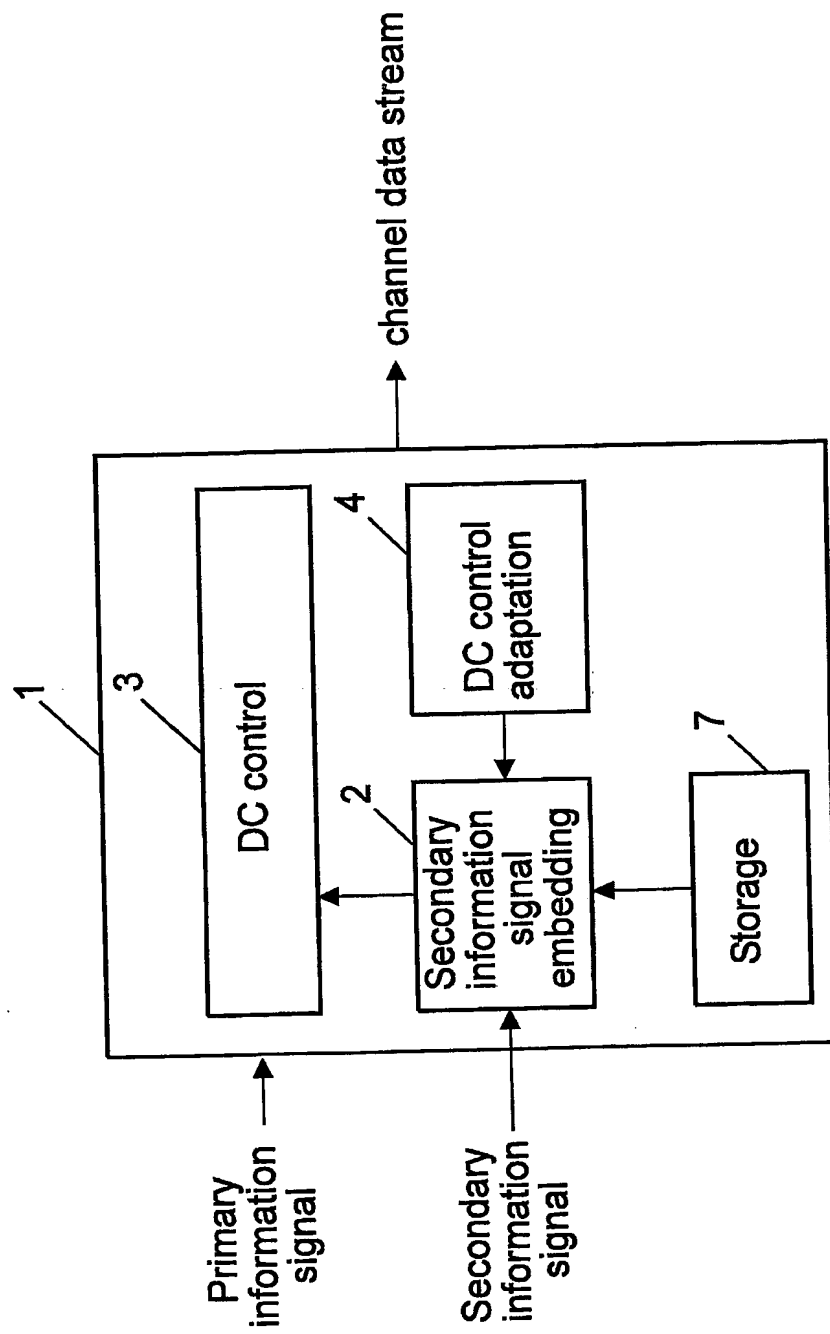 Primary
information
signal
Secondary
information
signal
1
3
DC control
2
Secondary
information
signal
embedding
4
DC control
adaptation
7
Storage
channel data stream